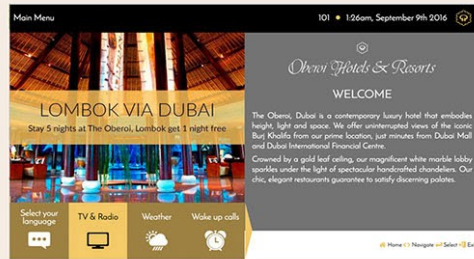 Main Menu
101 1:26am, September 9th 2016
LOMBOK VIA DUBAI
Stay 5 nights at The Oberoi, Lombok get 1 night free
Oberoi Hotels & Resorts
WELCOME
The Oberoi, Dubai is a contemporary luxury hotel that embodies
height, light and space. We offer uninterrupted views of the iconic
Burj Khalifa from our prime location, just minutes from Dubai Mall
and Dubai International Financial Centre.
Crowned by a gold leaf ceiling, our magnificent white marble lobby
sparkles under the light of spectacular handcrafted chandeliers. Our
chic, elegant restaurants guarantee to satisfy discerning palates.
Select your
language
TV & Radio
Weather
Wake up calls
Home Navigate Select